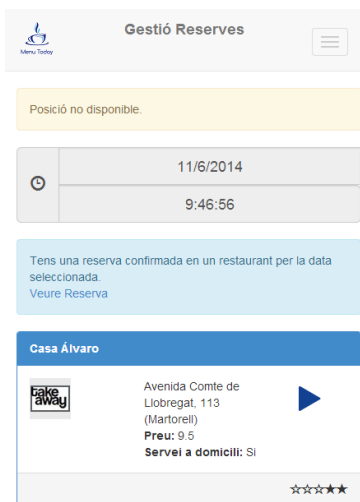 Gestió Reserves
Menu Today
Posició no disponible.
11/6/2014
9:46:56
Tens una reserva confirmada en un restaurant per la data
seleccionada.
Veure Reserva
Casa Álvaro
take
away
Avenida Comte de
Llobregat, 113
(Martorell)
Preu: 9.5
Servei a domicili: Si